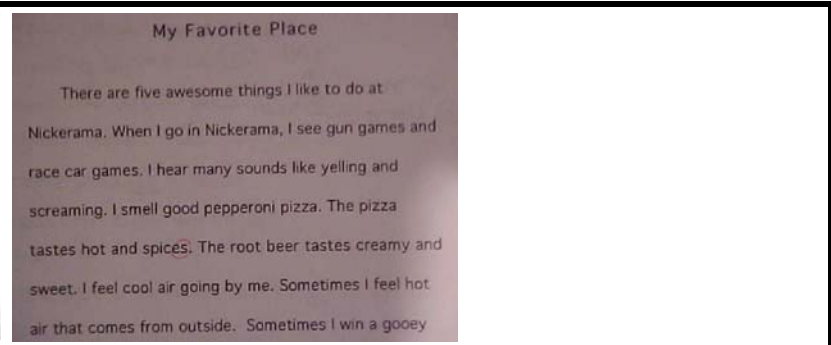 My Favorite Place
There are five awesome things I like to do at
Nickerama. When I go in Nickerama, I see gun games and
race car games. I hear many sounds like yelling and
screaming. I smell good pepperoni pizza. The pizza
tastes hot and spices. The root beer tastes creamy and
sweet. I feel cool air going by me. Sometimes I feel hot
air that comes from outside. Sometimes I win a gooey